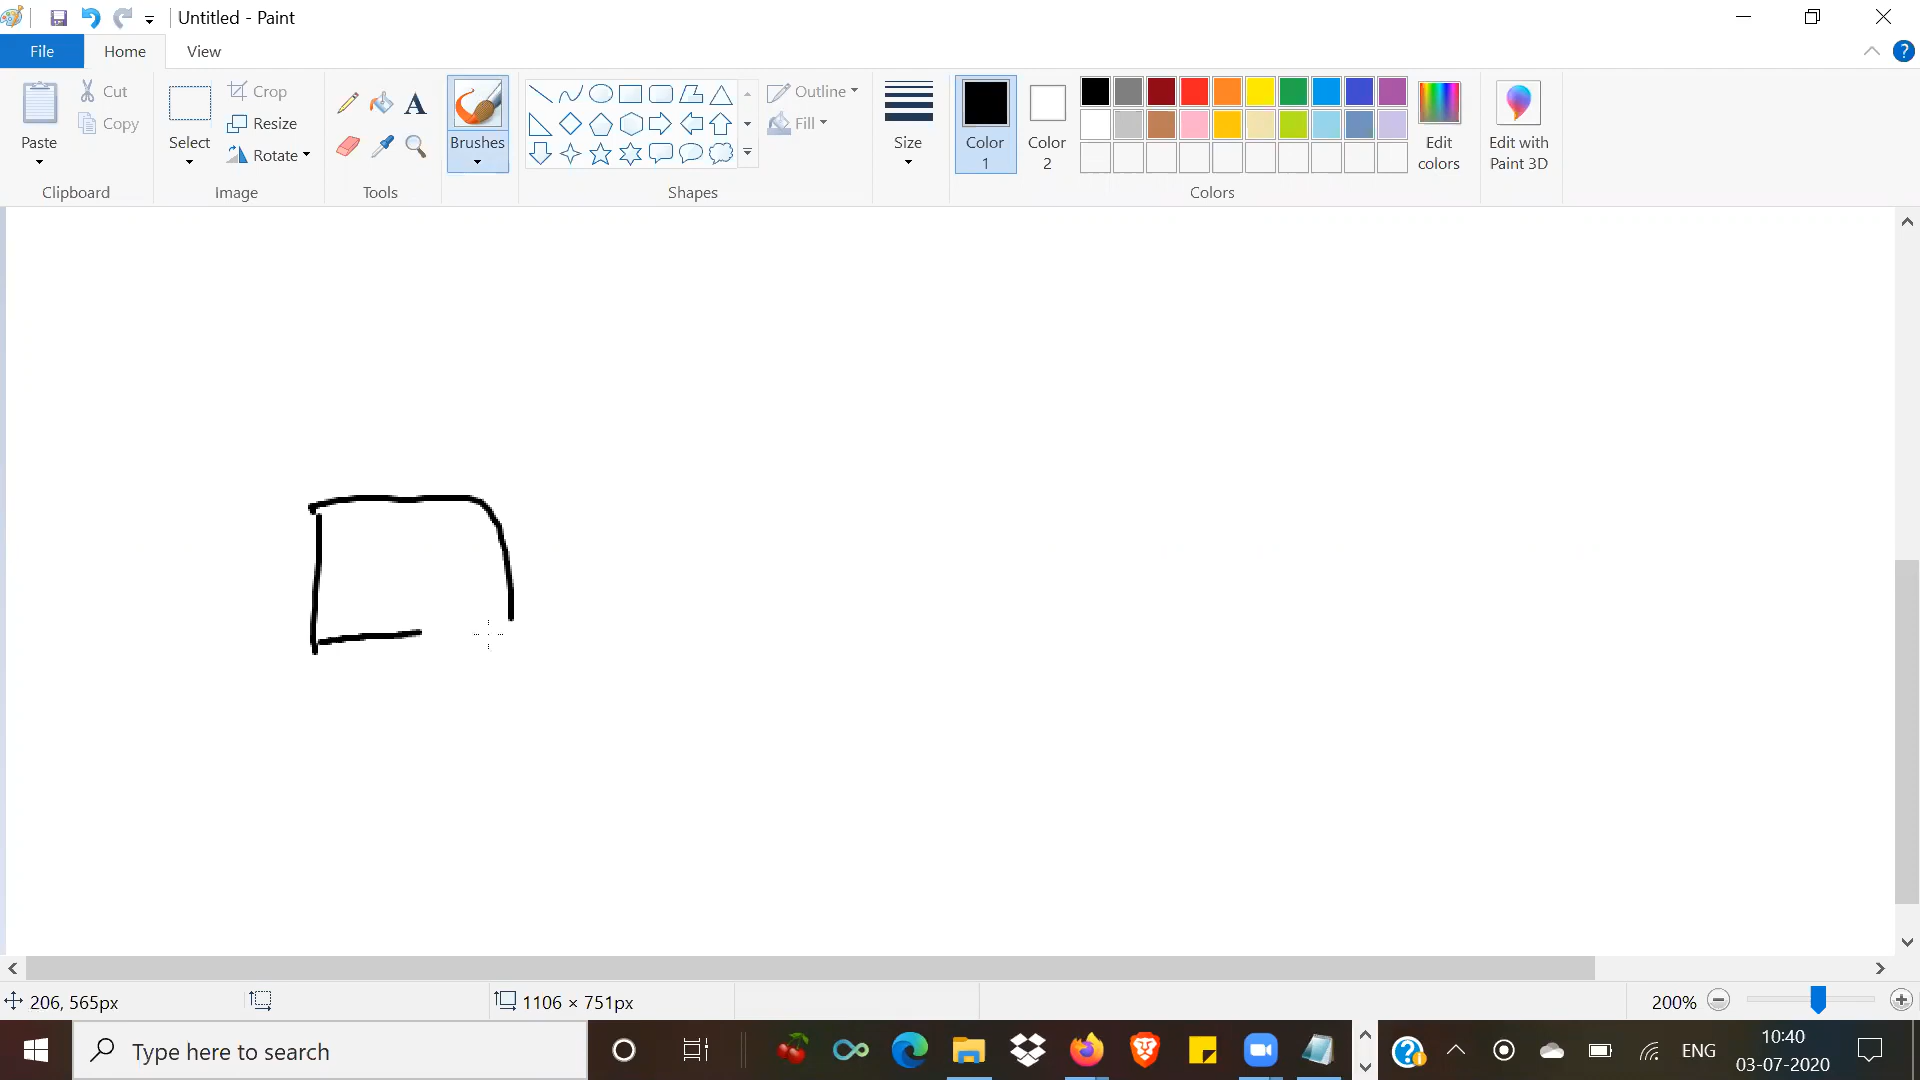 Untitled - Paint
File Home View
Paste
Cut
Copy
Clipboard
Select
Crop
Resize
Rotate
Image
Tools
Brushes
Shapes
Outline
Fill
Size
Color 1
Color 2
Colors
Edit colors
Edit with Paint 3D
206, 565px
1106 × 751px
200%
Type here to search
ENG
10:40
03-07-2020